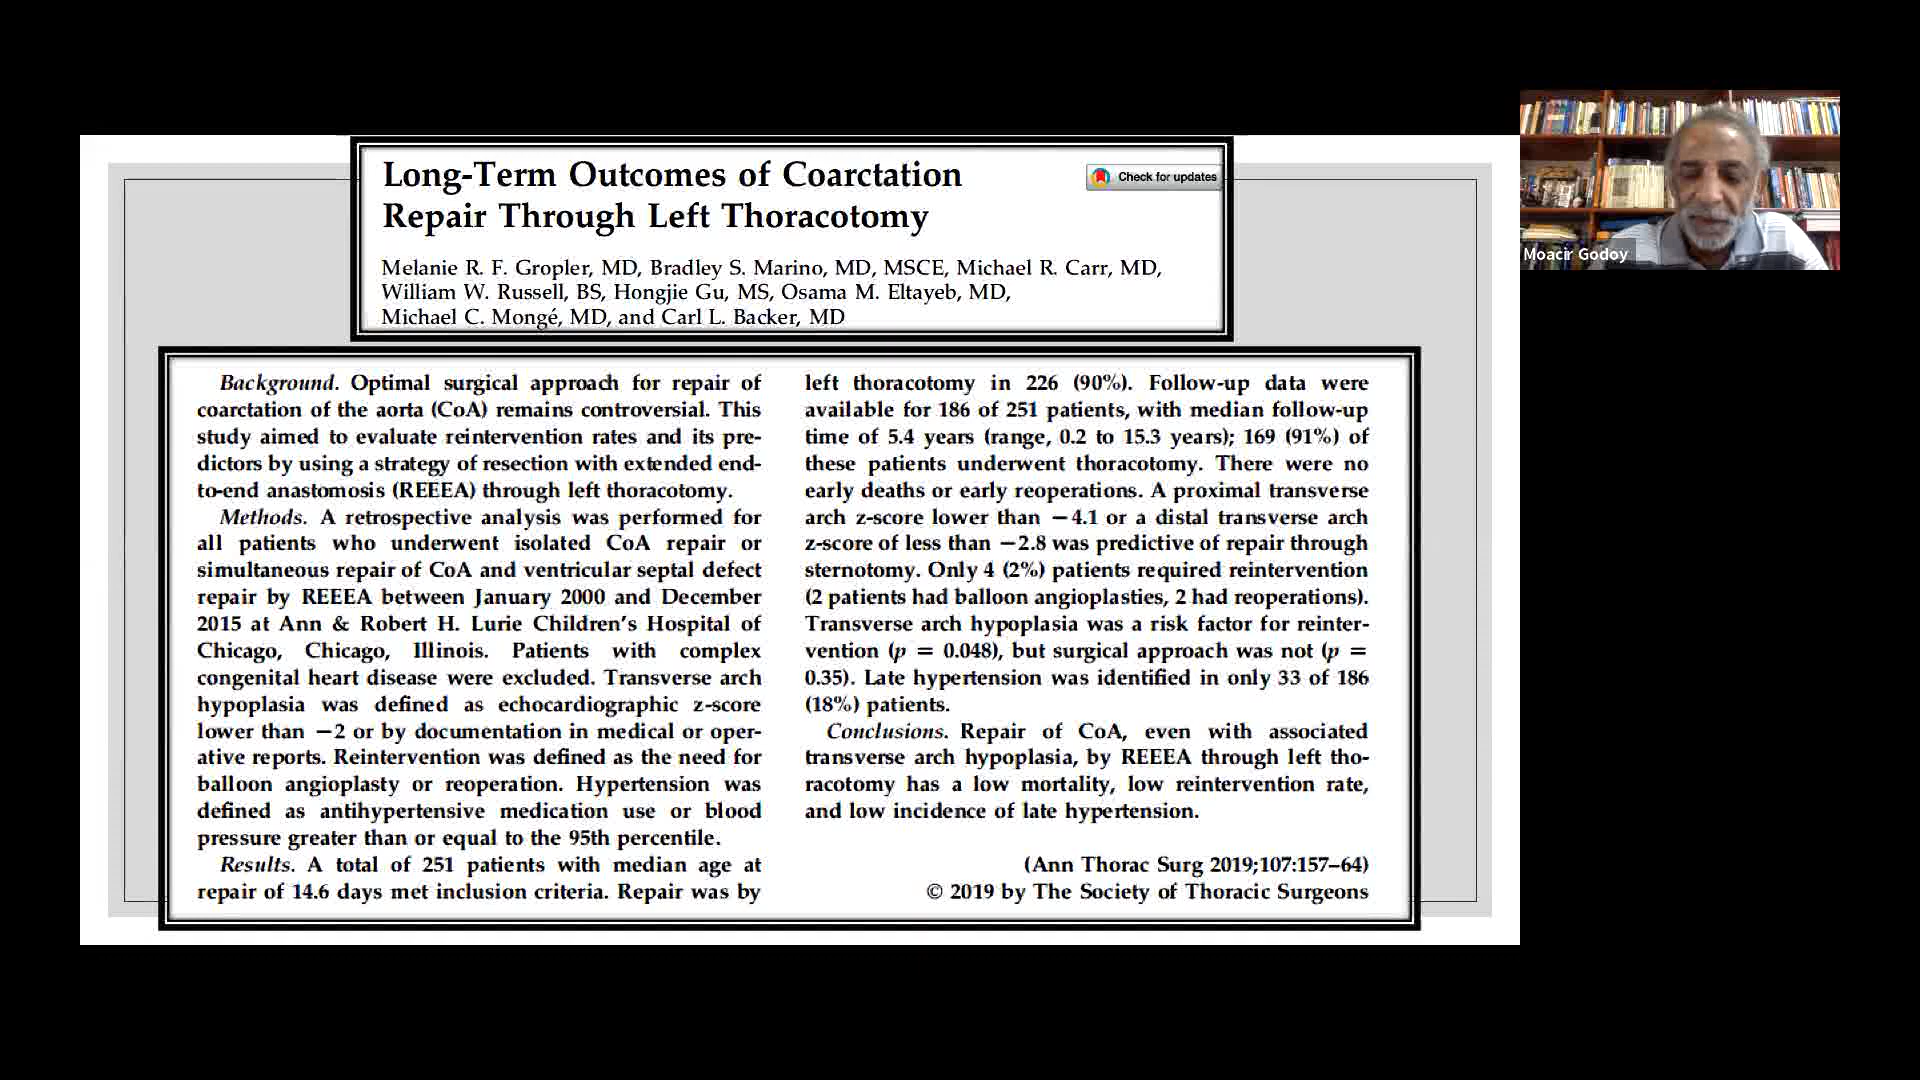 Long-Term Outcomes of Coarctation
Repair Through Left Thoracotomy
Check for updates
Melanie R. F. Gropler, MD, Bradley S. Marino, MD, MSCE, Michael R. Carr, MD,
William W. Russell, BS, Hongjie Gu, MS, Osama M. Eltayeb, MD,
Michael C. Mongé, MD, and Carl L. Backer, MD
Background. Optimal surgical approach for repair of
coarctation of the aorta (CoA) remains controversial. This
study aimed to evaluate reintervention rates and its pre-
dictors by using a strategy of resection with extended end-
to-end anastomosis (REEEA) through left thoracotomy.
Methods. A retrospective analysis was performed for
all patients who underwent isolated CoA repair or
simultaneous repair of CoA and ventricular septal defect
repair by REEEA between January 2000 and December
2015 at Ann & Robert H. Lurie Children's Hospital of
Chicago, Chicago, Illinois. Patients with complex
congenital heart disease were excluded. Transverse arch
hypoplasia was defined as echocardiographic z-score
lower than −2 or by documentation in medical or oper-
ative reports. Reintervention was defined as the need for
balloon angioplasty or reoperation. Hypertension was
defined as antihypertensive medication use or blood
pressure greater than or equal to the 95th percentile.
Results. A total of 251 patients with median age at
repair of 14.6 days met inclusion criteria. Repair was by
left thoracotomy in 226 (90%). Follow-up data were
available for 186 of 251 patients, with median follow-up
time of 5.4 years (range, 0.2 to 15.3 years); 169 (91%) of
these patients underwent thoracotomy. There were no
early deaths or early reoperations. A proximal transverse
arch z-score lower than −4.1 or a distal transverse arch
z-score of less than −2.8 was predictive of repair through
sternotomy. Only 4 (2%) patients required reintervention
(2 patients had balloon angioplasties, 2 had reoperations).
Transverse arch hypoplasia was a risk factor for reinter-
vention (p = 0.048), but surgical approach was not (p =
0.35). Late hypertension was identified in only 33 of 186
(18%) patients.
Conclusions. Repair of CoA, even with associated
transverse arch hypoplasia, by REEEA through left tho-
racotomy has a low mortality, low reintervention rate,
and low incidence of late hypertension.
(Ann Thorac Surg 2019;107:157–64)
© 2019 by The Society of Thoracic Surgeons
Moacir Godoy